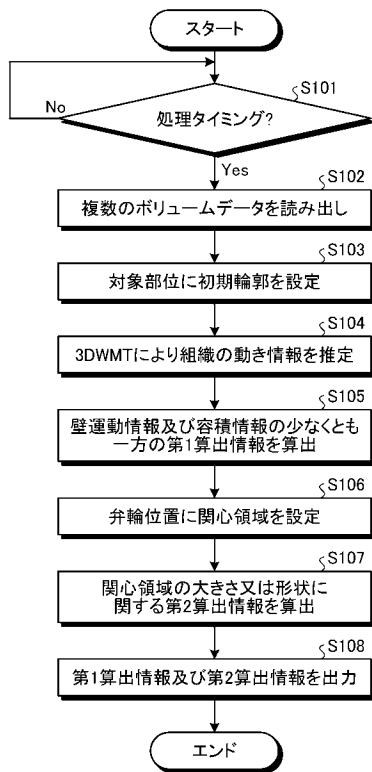 スタート
S101
No
処理タイミング?
Yes
S102
複数のボリュームデータを読み出し
S103
対象部位に初期輪郭を設定
S104
3DWMTにより組織の動き情報を推定
S105
壁運動情報及び容積情報の少なくとも
一方の第1算出情報を算出
S106
弁輪位置に関心領域を設定
S107
関心領域の大きさ又は形状に
関する第2算出情報を算出
S108
第1算出情報及び第2算出情報を出力
エンド